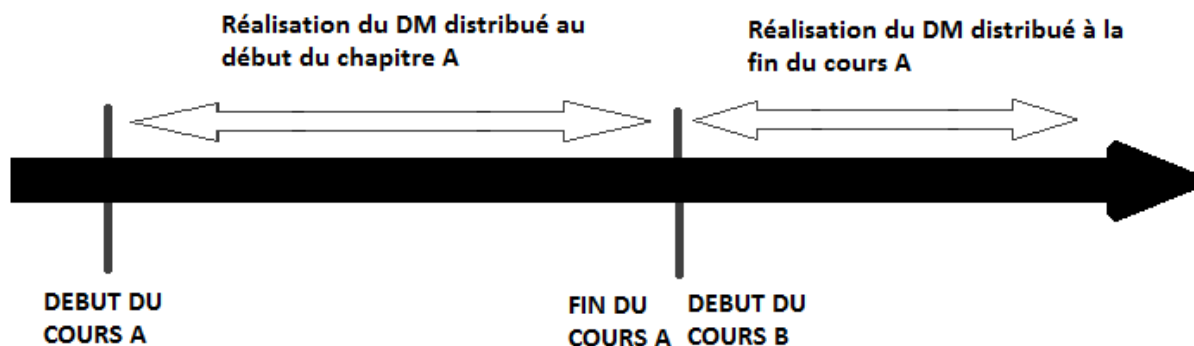 Réalisation du DM distribué au
début du chapitre A
Réalisation du DM distribué à la
fin du cours A
DEBUT DU
COURS A
FIN DU
COURS A
DEBUT DU
COURS B